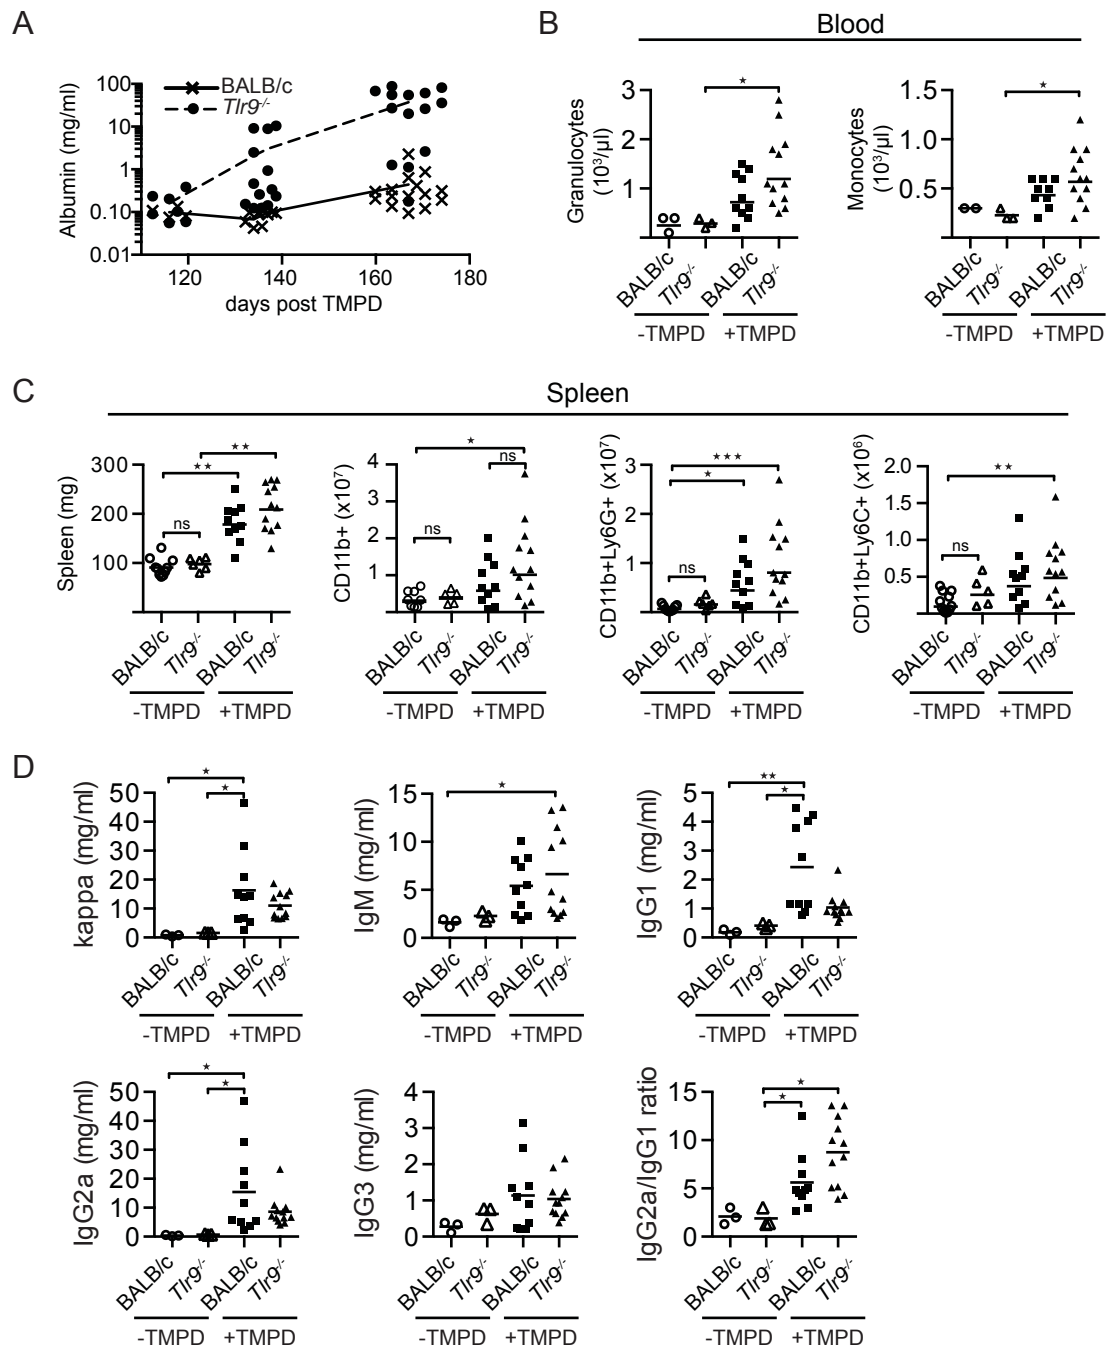 A
BALB/c
Tlr9-/-
Albumin (mg/ml)
100
10
1
0.10
0.01
120 140 160 180
days post TMPD
B
Blood
Granulocytes
(10³/µl)
3
2
1
★
BALB/c Tlr9-/- BALB/c Tlr9-/-
-TMPD +TMPD
Monocytes
(10³/µl)
1.5
1.0
0.5
★
BALB/c Tlr9-/- BALB/c Tlr9-/-
-TMPD +TMPD
C
Spleen
Spleen (mg)
300
200
100
★★
★★
ns
BALB/c Tlr9-/- BALB/c Tlr9-/-
-TMPD +TMPD
CD11b+ (x10⁷)
4
3
2
1
★
ns
ns
BALB/c Tlr9-/- BALB/c Tlr9-/-
-TMPD +TMPD
CD11b+Ly6G+ (x10⁷)
3
2
1
★★★
★
ns
BALB/c Tlr9-/- BALB/c Tlr9-/-
-TMPD +TMPD
CD11b+Ly6C+ (x10⁶)
2.0
1.5
1.0
0.5
★★
ns
BALB/c Tlr9-/- BALB/c Tlr9-/-
-TMPD +TMPD
D
kappa (mg/ml)
50
40
30
20
10
0
★
★
BALB/c Tlr9-/- BALB/c Tlr9-/-
-TMPD +TMPD
IgM (mg/ml)
15
10
5
0
★
BALB/c Tlr9-/- BALB/c Tlr9-/-
-TMPD +TMPD
IgG1 (mg/ml)
5
4
3
2
1
0
★★
★
BALB/c Tlr9-/- BALB/c Tlr9-/-
-TMPD +TMPD
IgG2a (mg/ml)
50
40
30
20
10
0
★
★
BALB/c Tlr9-/- BALB/c Tlr9-/-
-TMPD +TMPD
IgG3 (mg/ml)
4
3
2
1
0
BALB/c Tlr9-/- BALB/c Tlr9-/-
-TMPD +TMPD
IgG2a/IgG1 ratio
15
10
5
0
★
★
BALB/c Tlr9-/- BALB/c Tlr9-/-
-TMPD +TMPD